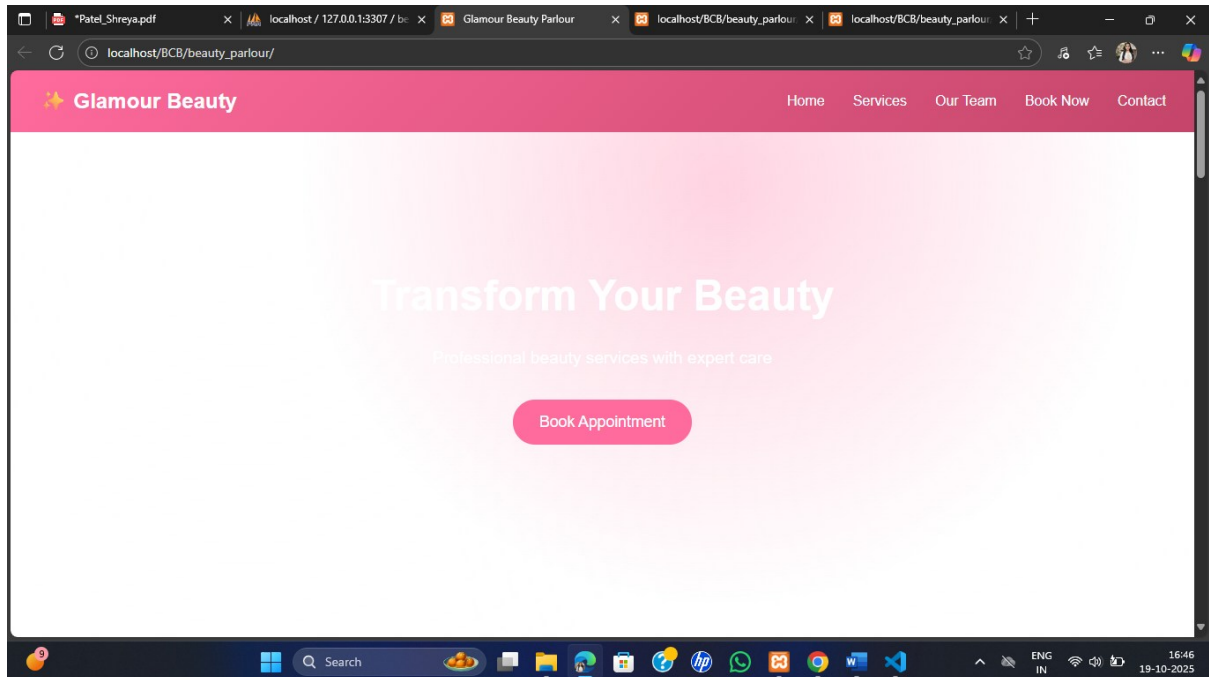 *Patel_Shreya.pdf
localhost / 127.0.0.1:3307 / be
Glamour Beauty Parlour
localhost/BCB/beauty_parlour
localhost/BCB/beauty_parlour
localhost/BCB/beauty_parlour/
✨ Glamour Beauty
Home Services Our Team Book Now Contact
Transform Your Beauty
Professional beauty services with expert care
Book Appointment
9
Search
hp
ENG
IN
16:46
19-10-2025